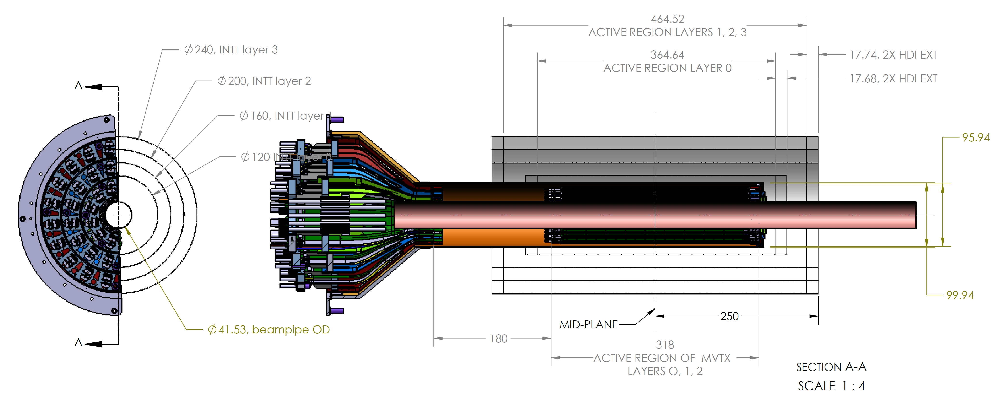 464.52
ACTIVE REGION LAYERS 1, 2, 3
⌀240, INTT layer 3
364.64
ACTIVE REGION LAYER 0
17.74, 2X HDI EXT
⌀200, INTT layer 2
17.68, 2X HDI EXT
A
⌀160, INTT layer 1
95.94
⌀120 INTT layer 0
99.94
250
MID-PLANE
⌀41.53, beampipe OD
A
180
318
ACTIVE REGION OF MVTX
LAYERS O, 1, 2
SECTION A-A
SCALE 1 : 4